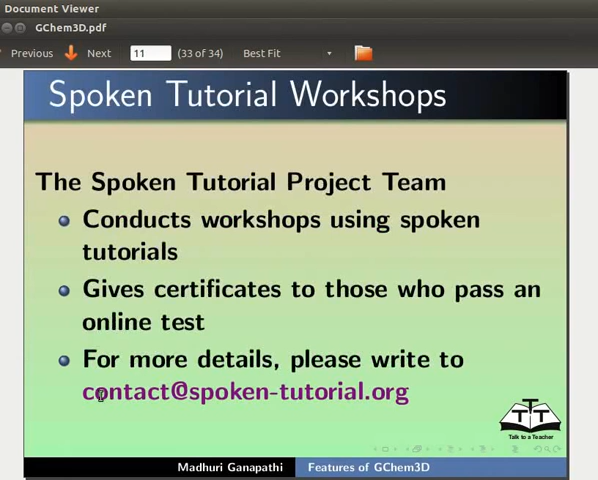 Document Viewer
GChem3D.pdf
Previous Next 11 (33 of 34) Best Fit
Spoken Tutorial Workshops
The Spoken Tutorial Project Team
Conducts workshops using spoken
tutorials
Gives certificates to those who pass an
online test
For more details, please write to
contact@spoken-tutorial.org
Talk to a Teacher
Madhuri Ganapathi Features of GChem3D